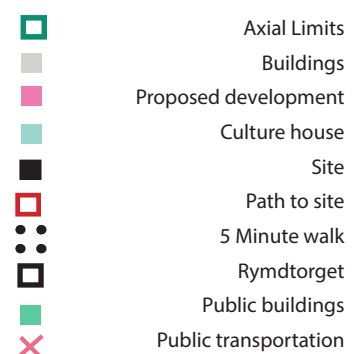 Axial Limits
Buildings
Proposed development
Culture house
Site
Path to site
5 Minute walk
Rymdtorget
Public buildings
Public transportation